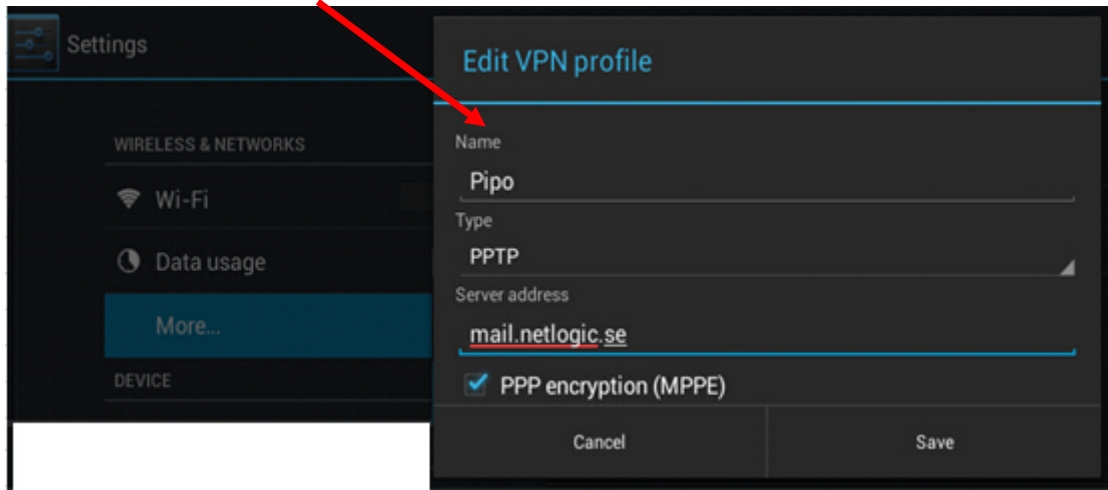 Settings
WIRELESS & NETWORKS
Wi-Fi
Data usage
More...
DEVICE
Edit VPN profile
Name
Pipo
Type
PPTP
Server address
mail.netlogic.se
PPP encryption (MPPE)
Cancel
Save